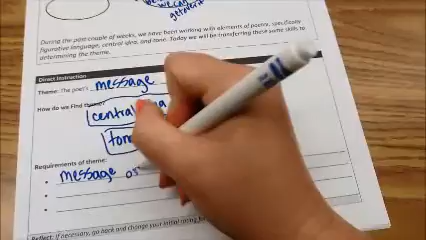 we can
During the past couple of weeks, we have been working with elements of poetry, specifically
figurative language, central idea, and tone. Today we will be transferring these same skills to
determining the theme.
Direct Instruction
Theme: The poet's message
How do we Find theme?
central
Requirements of theme:
• message
•
•
Reflect: If necessary, go back and change your initial